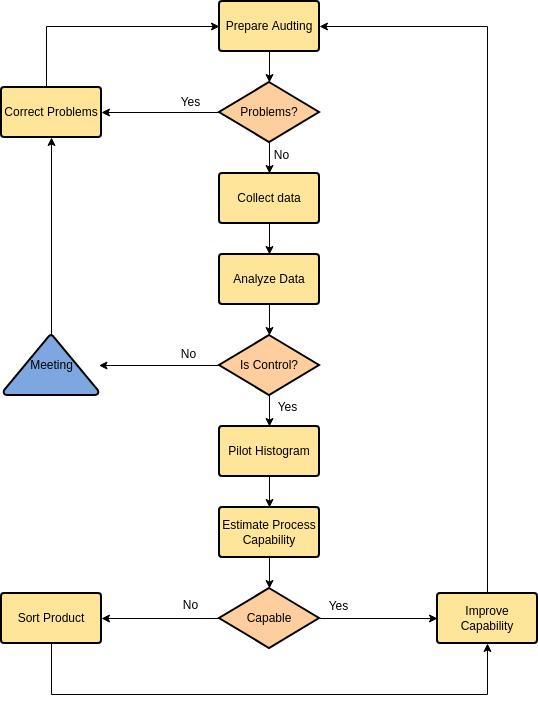 Prepare Audting
Yes
Correct Problems
Problems?
No
Collect data
Analyze Data
No
Meeting
Is Control?
Yes
Pilot Histogram
Estimate Process
Capability
No
Yes
Sort Product
Capable
Improve
Capability